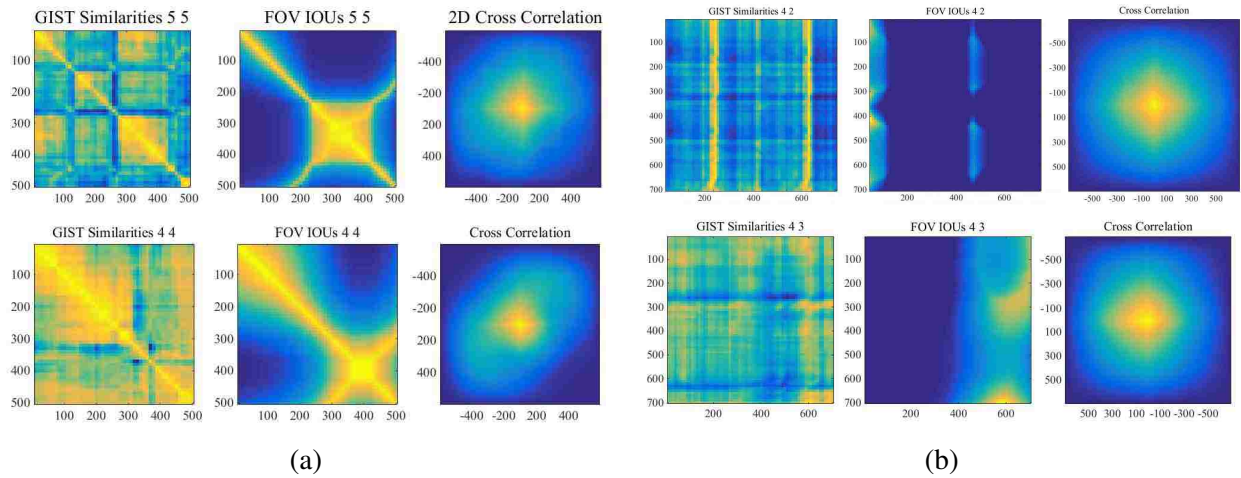 GIST Similarities 5 5
FOV IOUs 5 5
2D Cross Correlation
100
200
300
400
500
100 200 300 400 500
100
200
300
400
500
100 200 300 400 500
-400
-200
200
400
-400 -200 200 400
GIST Similarities 4 4
FOV IOUs 4 4
Cross Correlation
100
200
300
400
500
100 200 300 400 500
100
200
300
400
500
100 200 300 400 500
-400
-200
200
400
-400 -200 200 400
(a)
GIST Similarities 4 2
FOV IOUs 4 2
Cross Correlation
100
200
300
400
500
600
700
200 400 600
100
200
300
400
500
600
700
200 400 600
-500
-300
-100
100
300
500
-500 -300 -100 100 300 500
GIST Similarities 4 3
FOV IOUs 4 3
Cross Correlation
100
200
300
400
500
600
700
200 400 600
100
200
300
400
500
600
700
200 400 600
-500
-300
-100
100
300
500
500 300 100 -100 -300 -500
(b)